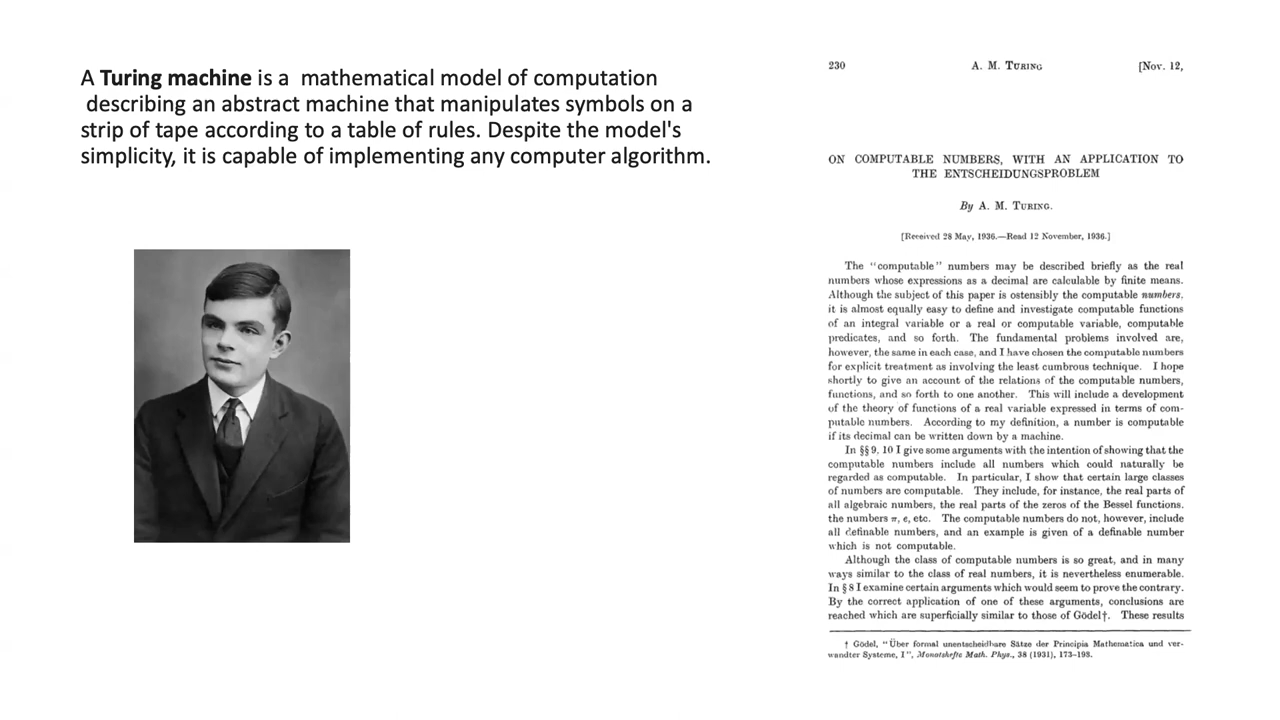 A Turing machine is a  mathematical model of computation
describing an abstract machine that manipulates symbols on a
strip of tape according to a table of rules. Despite the model's
simplicity, it is capable of implementing any computer algorithm.
230 A. M. TURING [Nov. 12,
ON COMPUTABLE NUMBERS, WITH AN APPLICATION TO
THE ENTSCHEIDUNGSPROBLEM
By A. M. TURING.
[Received 28 May, 1936.—Read 12 November, 1936.]
The "computable" numbers may be described briefly as the real
numbers whose expressions as a decimal are calculable by finite means.
Although the subject of this paper is ostensibly the computable numbers,
it is almost equally easy to define and investigate computable functions
of an integral variable or a real or computable variable, computable
predicates, and so forth. The fundamental problems involved are,
however, the same in each case, and I have chosen the computable numbers
for explicit treatment as involving the least cumbrous technique. I hope
shortly to give an account of the relations of the computable numbers,
functions, and so forth to one another. This will include a development
of the theory of functions of a real variable expressed in terms of com-
putable numbers. According to my definition, a number is computable
if its decimal can be written down by a machine.
In §§ 9, 10 I give some arguments with the intention of showing that the
computable numbers include all numbers which could naturally be
regarded as computable. In particular, I show that certain large classes
of numbers are computable. They include, for instance, the real parts of
all algebraic numbers, the real parts of the zeros of the Bessel functions,
the numbers π, e, etc. The computable numbers do not, however, include
all definable numbers, and an example is given of a definable number
which is not computable.
Although the class of computable numbers is so great, and in many
ways similar to the class of real numbers, it is nevertheless enumerable.
In § 8 I examine certain arguments which would seem to prove the contrary.
By the correct application of one of these arguments, conclusions are
reached which are superficially similar to those of Gödel†. These results
† Gödel, "Über formal unentscheidbare Sätze der Principia Mathematica und ver-
wandter Systeme, I", Monatshefte Math. Phys., 38 (1931), 173–198.